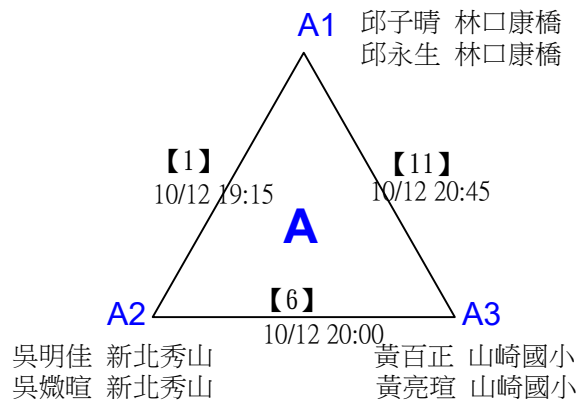 A1
邱子晴 林口康橋
邱永生 林口康橋
【1】
10/12 19:15
【11】
10/12 20:45
A
【6】
10/12 20:00
A2
吳明佳 新北秀山
吳媺暄 新北秀山
A3
黃百正 山崎國小
黃亮瑄 山崎國小